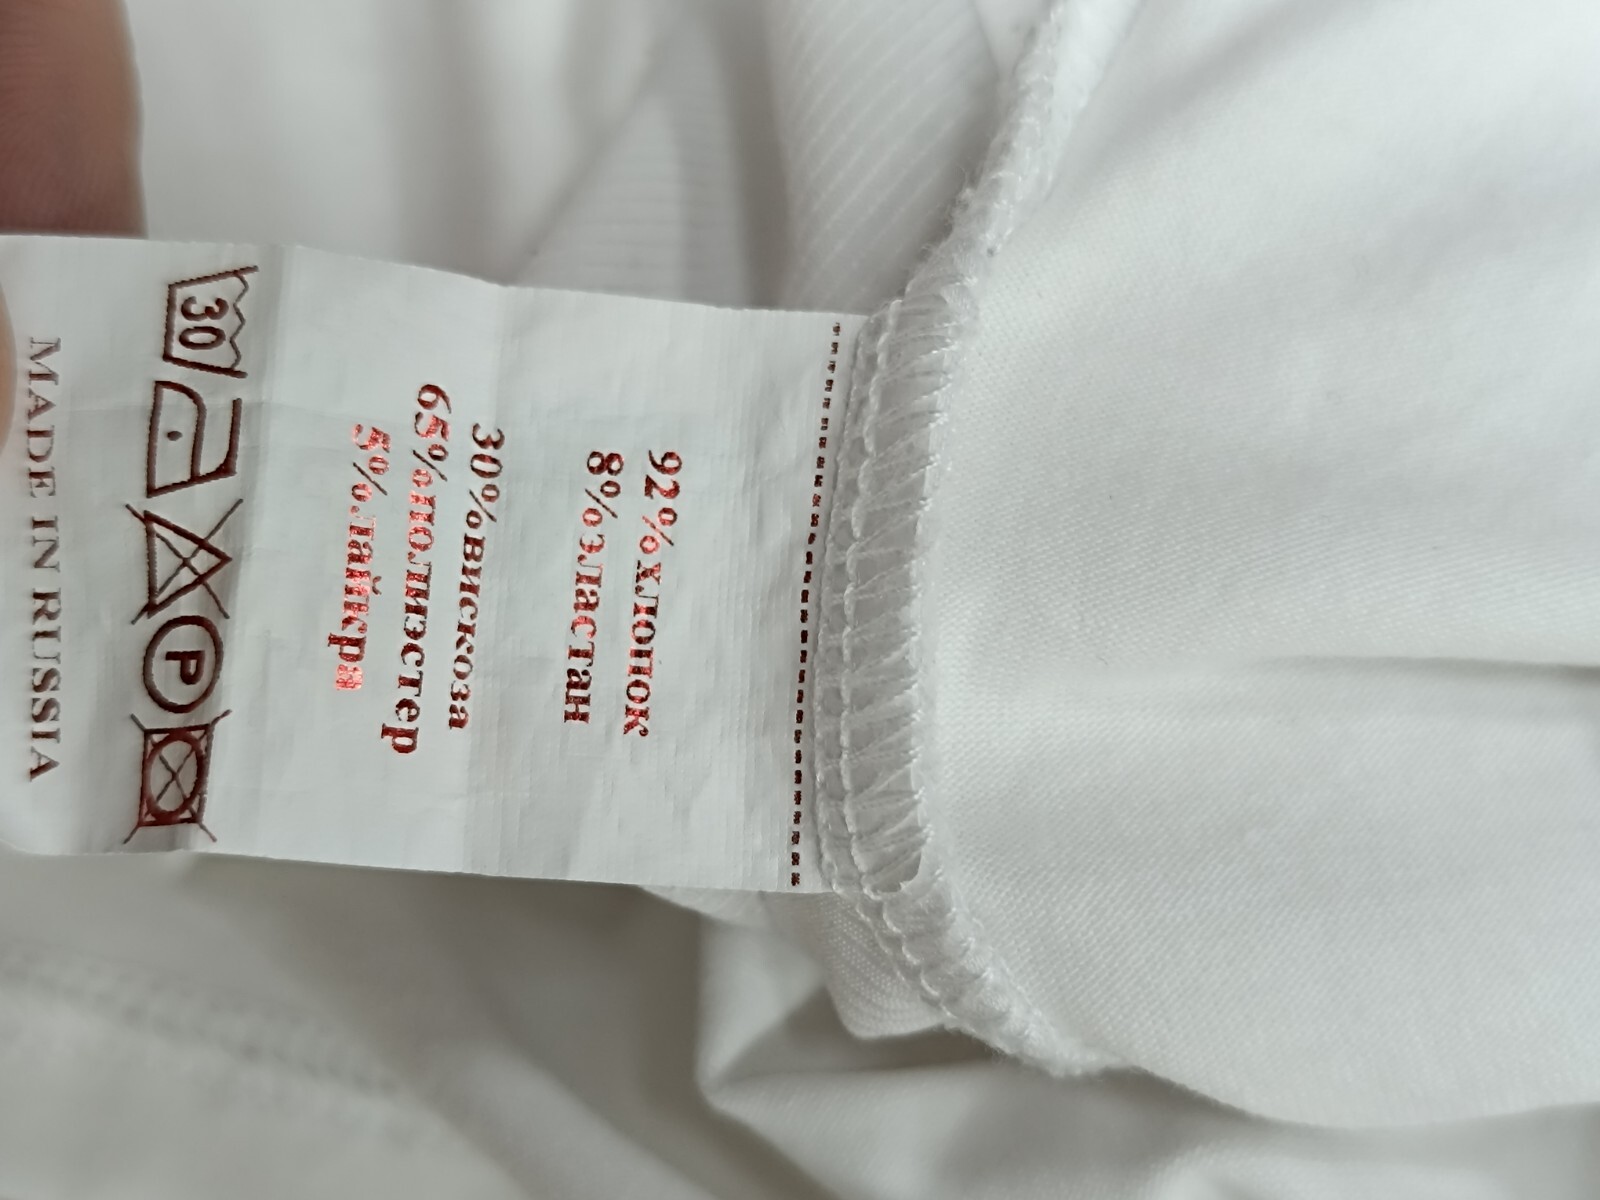 92%хлопок
8%эластан
30%вискоза
65%полиэстер
5%лайкра
30
P
MADE IN RUSSIA